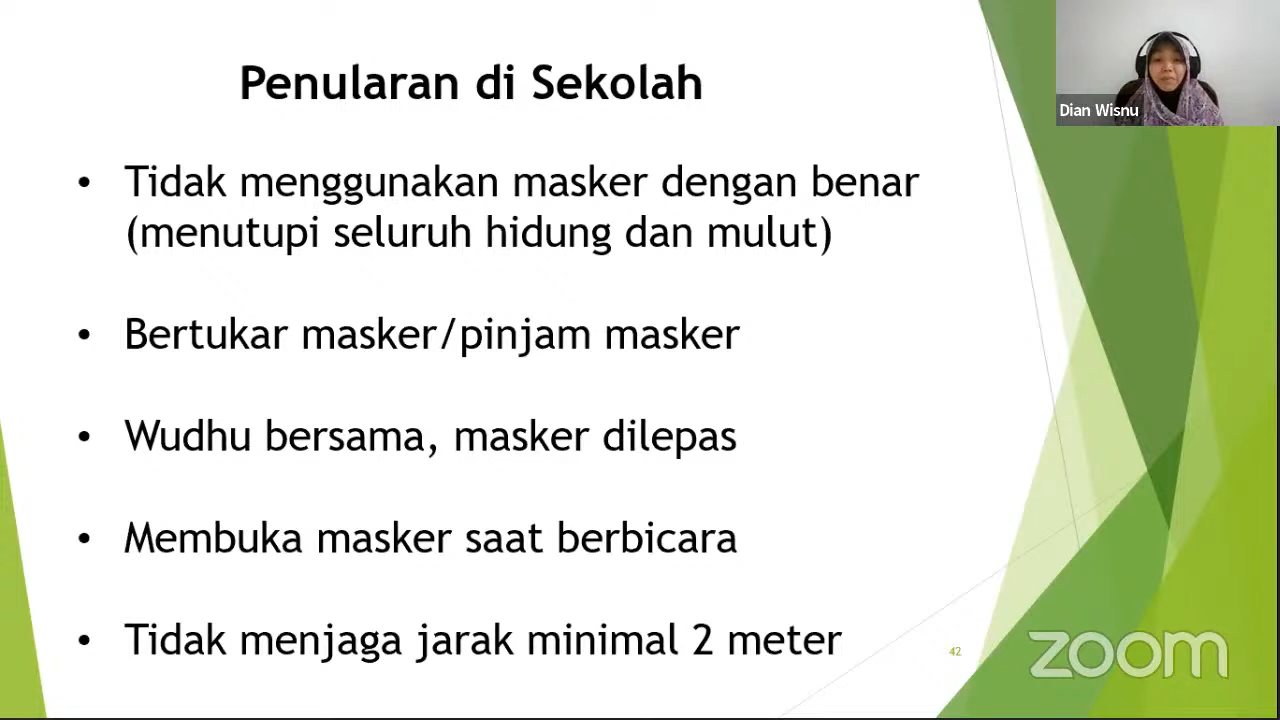 Penularan di Sekolah
Dian Wisnu
• Tidak menggunakan masker dengan benar
(menutupi seluruh hidung dan mulut)
• Bertukar masker/pinjam masker
• Wudhu bersama, masker dilepas
• Membuka masker saat berbicara
• Tidak menjaga jarak minimal 2 meter
42
zoom